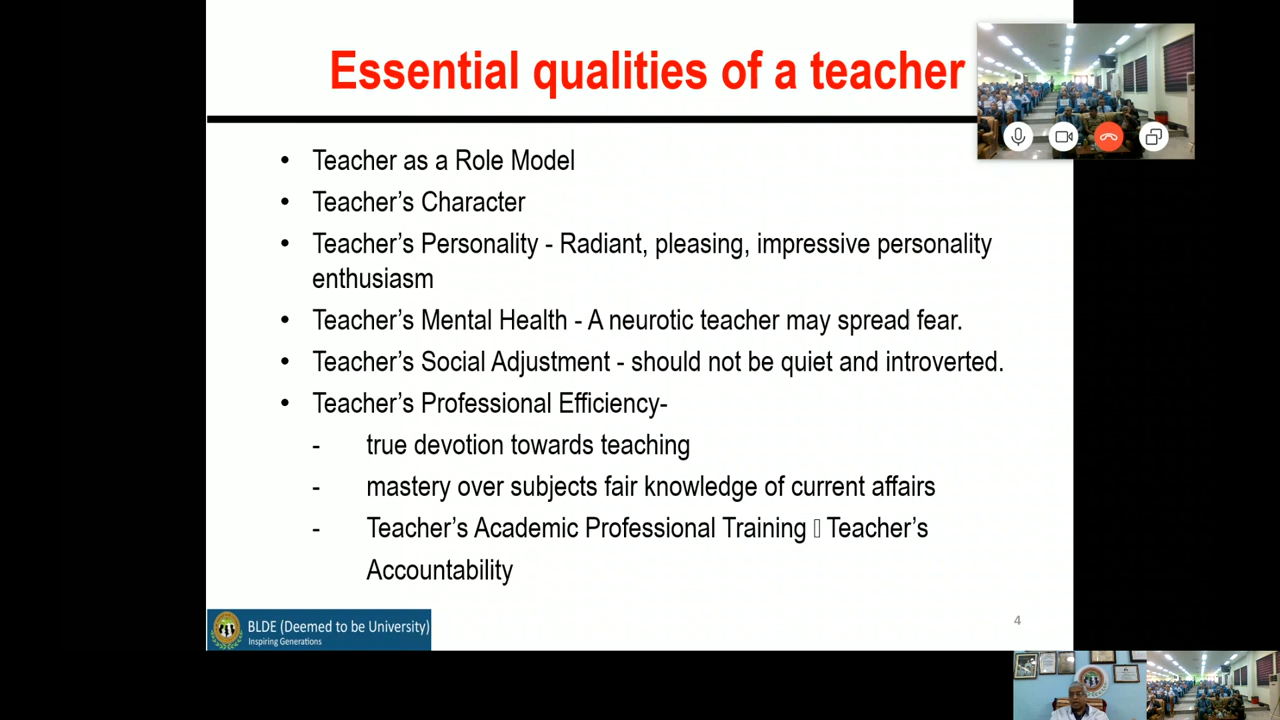 Essential qualities of a teacher
• Teacher as a Role Model
• Teacher’s Character
• Teacher’s Personality - Radiant, pleasing, impressive personality
enthusiasm
• Teacher’s Mental Health - A neurotic teacher may spread fear.
• Teacher’s Social Adjustment - should not be quiet and introverted.
• Teacher’s Professional Efficiency-
- true devotion towards teaching
- mastery over subjects fair knowledge of current affairs
- Teacher’s Academic Professional Training ▯ Teacher’s
Accountability
BLDE (Deemed to be University)
Inspiring Generations
4